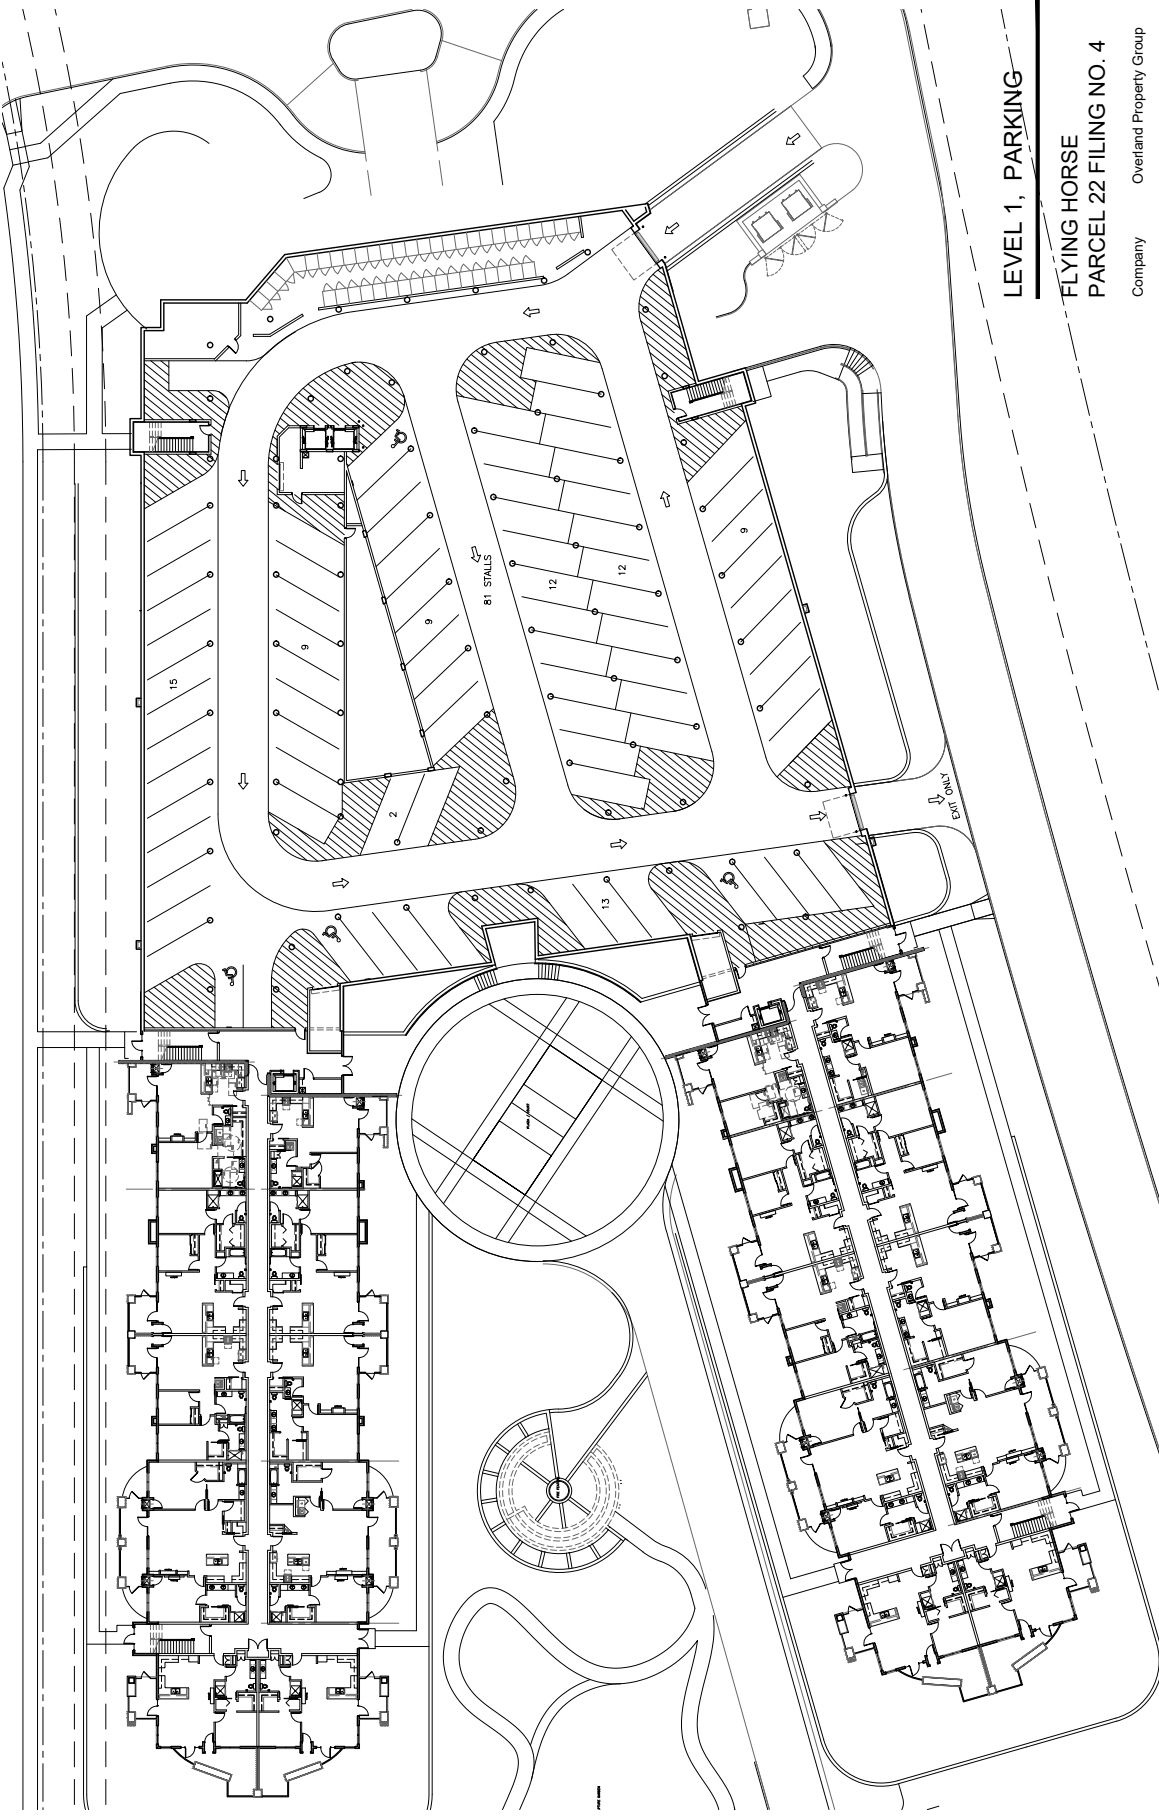 LEVEL 1, PARKING
FLYING HORSE
PARCEL 22 FILING NO. 4
Company Overland Property Group
81 STALLS
15
9
9
12
12
9
2
13
EXIT ONLY